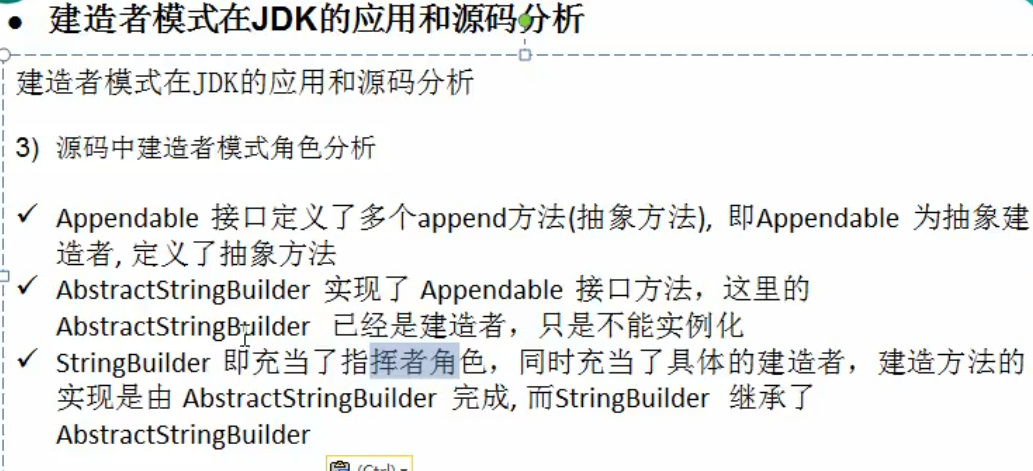 • 建造者模式在JDK的应用和源码分析
建造者模式在JDK的应用和源码分析
3) 源码中建造者模式角色分析
✓ Appendable 接口定义了多个append方法(抽象方法), 即Appendable 为抽象建
造者, 定义了抽象方法
✓ AbstractStringBuilder 实现了 Appendable 接口方法，这里的
AbstractStringBuilder 已经是建造者，只是不能实例化
✓ StringBuilder 即充当了指挥者角色，同时充当了具体的建造者，建造方法的
实现是由 AbstractStringBuilder 完成, 而StringBuilder 继承了
AbstractStringBuilder
(Ctrl)